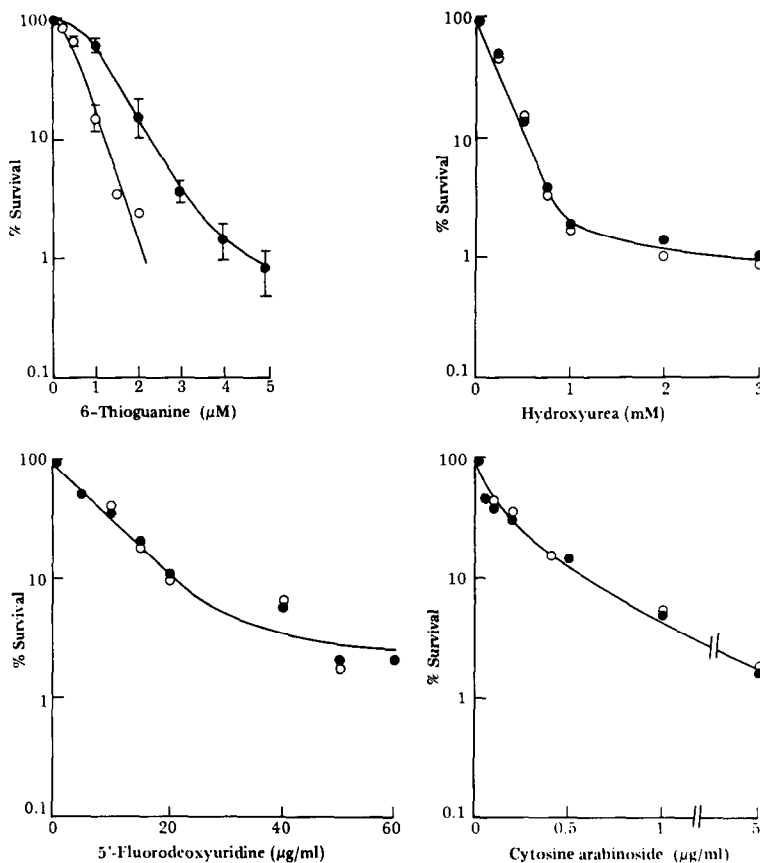 100
10
1
0.1
% Survival
0 1 2 3 4 5
6-Thioguanine (μM)
100
10
1
0.1
% Survival
0 1 2 3
Hydroxyurea (mM)
100
10
1
0.1
% Survival
0 20 40 60
5'-Fluorodeoxyuridine (μg/ml)
100
10
1
0.1
% Survival
0 0.5 1 5
Cytosine arabinoside (μg/ml)